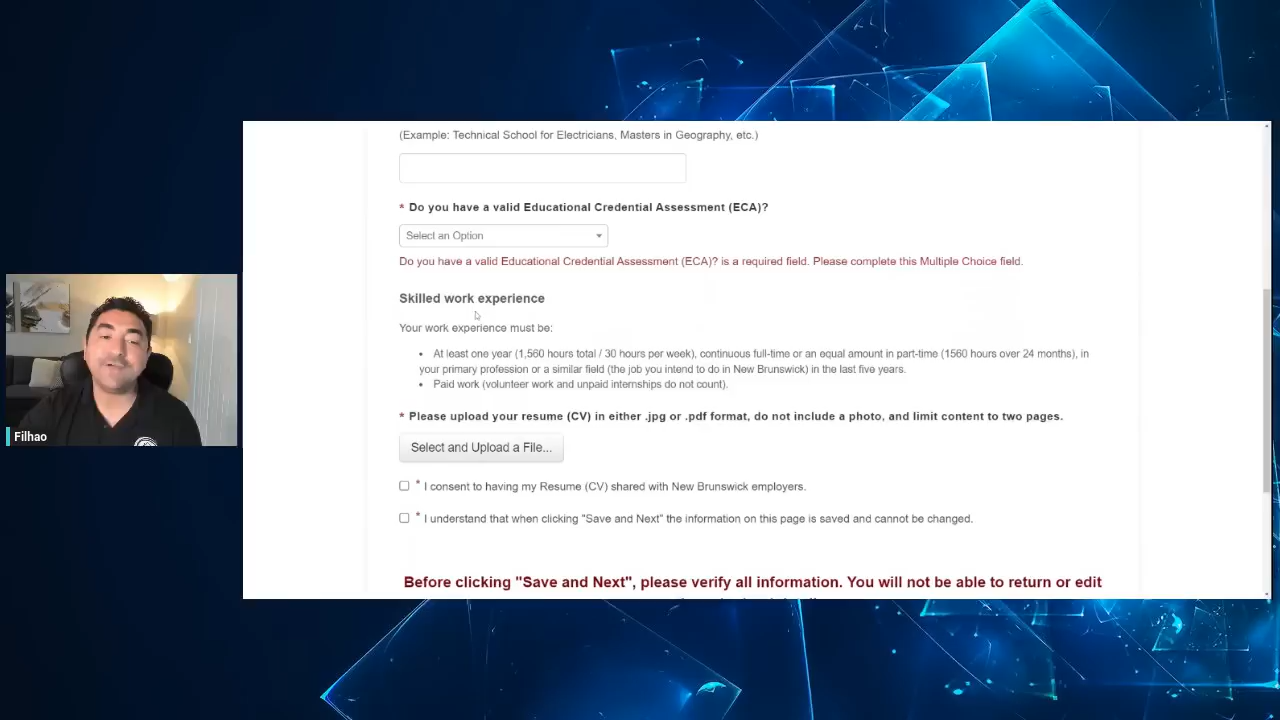 (Example: Technical School for Electricians, Masters in Geography, etc.)
* Do you have a valid Educational Credential Assessment (ECA)?
Select an Option
Do you have a valid Educational Credential Assessment (ECA)? is a required field. Please complete this Multiple Choice field.
Skilled work experience
Your work experience must be:
• At least one year (1,560 hours total / 30 hours per week), continuous full-time or an equal amount in part-time (1560 hours over 24 months), in
your primary profession or a similar field (the job you intend to do in New Brunswick) in the last five years.
• Paid work (volunteer work and unpaid internships do not count).
* Please upload your resume (CV) in either .jpg or .pdf format, do not include a photo, and limit content to two pages.
Select and Upload a File...
* I consent to having my Resume (CV) shared with New Brunswick employers.
* I understand that when clicking "Save and Next" the information on this page is saved and cannot be changed.
Before clicking "Save and Next", please verify all information. You will not be able to return or edit
Filhao